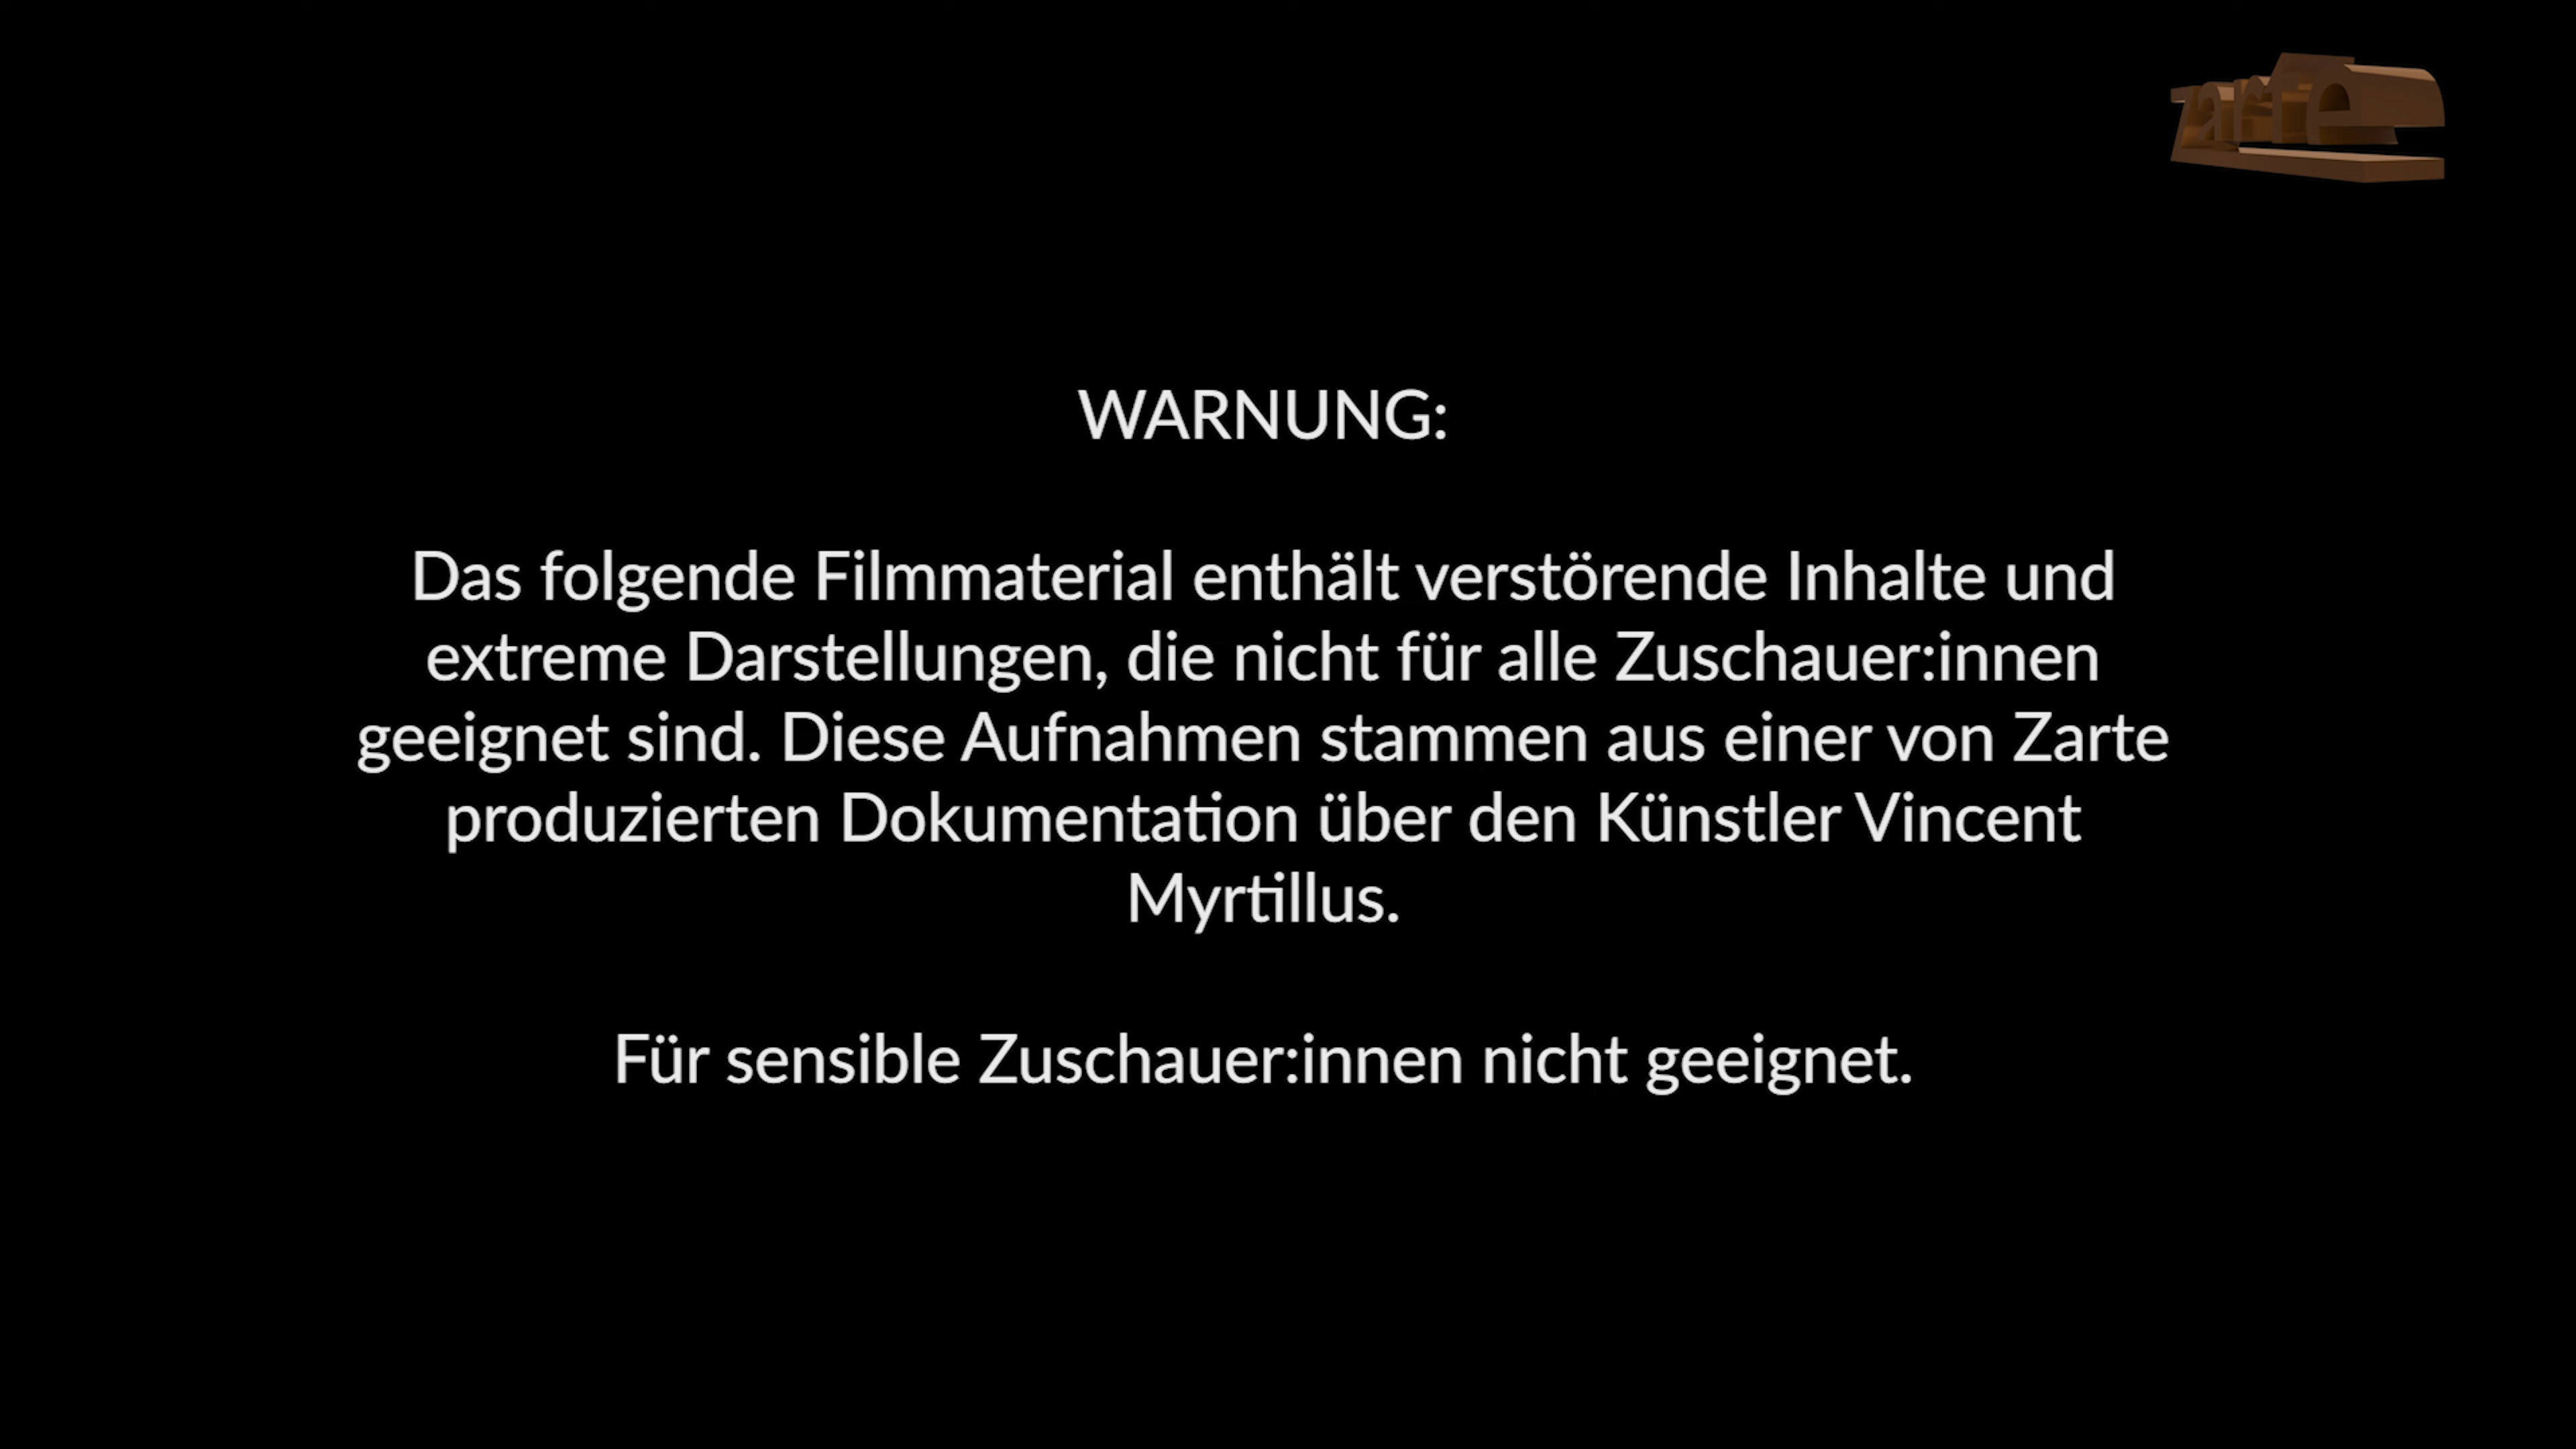 zarte
WARNUNG:
Das folgende Filmmaterial enthält verstörende Inhalte und
extreme Darstellungen, die nicht für alle Zuschauer:innen
geeignet sind. Diese Aufnahmen stammen aus einer von Zarte
produzierten Dokumentation über den Künstler Vincent
Myrtillus.
Für sensible Zuschauer:innen nicht geeignet.